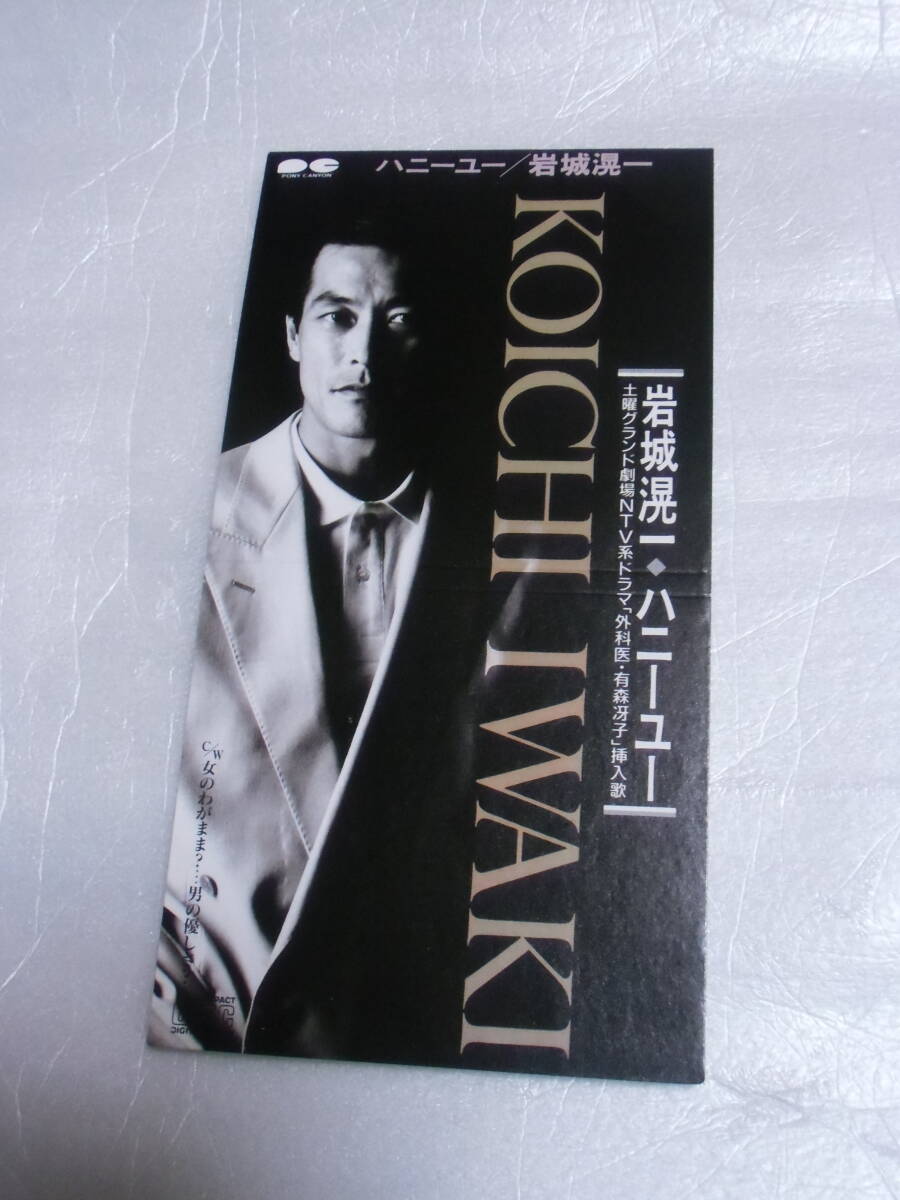 PONY CANYON
ハニーユー／岩城滉一
KOICHI IWAKI
岩城滉一◆ハニーユー
土曜グランド劇場NTV系ドラマ「外科医・有森冴子」挿入歌
C/W 女のわがまま?…男の優しさ?